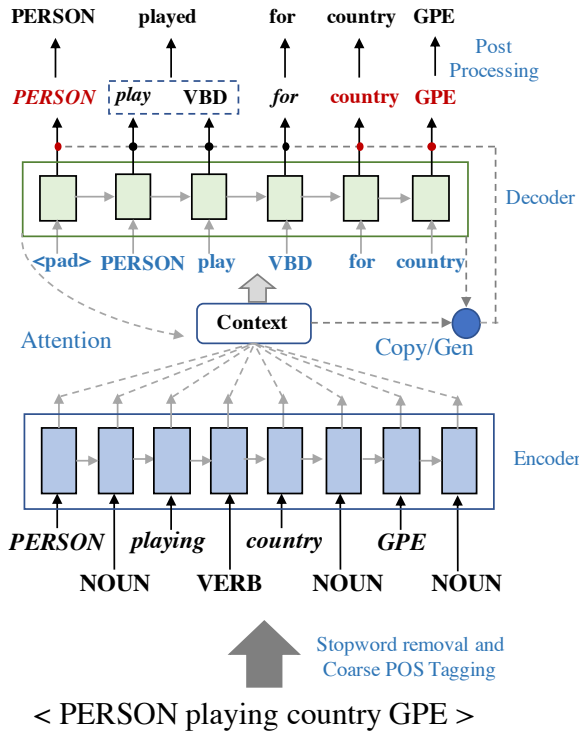 PERSON played for country GPE
Post
Processing
PERSON play VBD for country GPE
Decoder
<pad> PERSON play VBD for country
Attention
Context
Copy/Gen
Encoder
PERSON playing country GPE
NOUN VERB NOUN NOUN
Stopword removal and
Coarse POS Tagging
< PERSON playing country GPE >